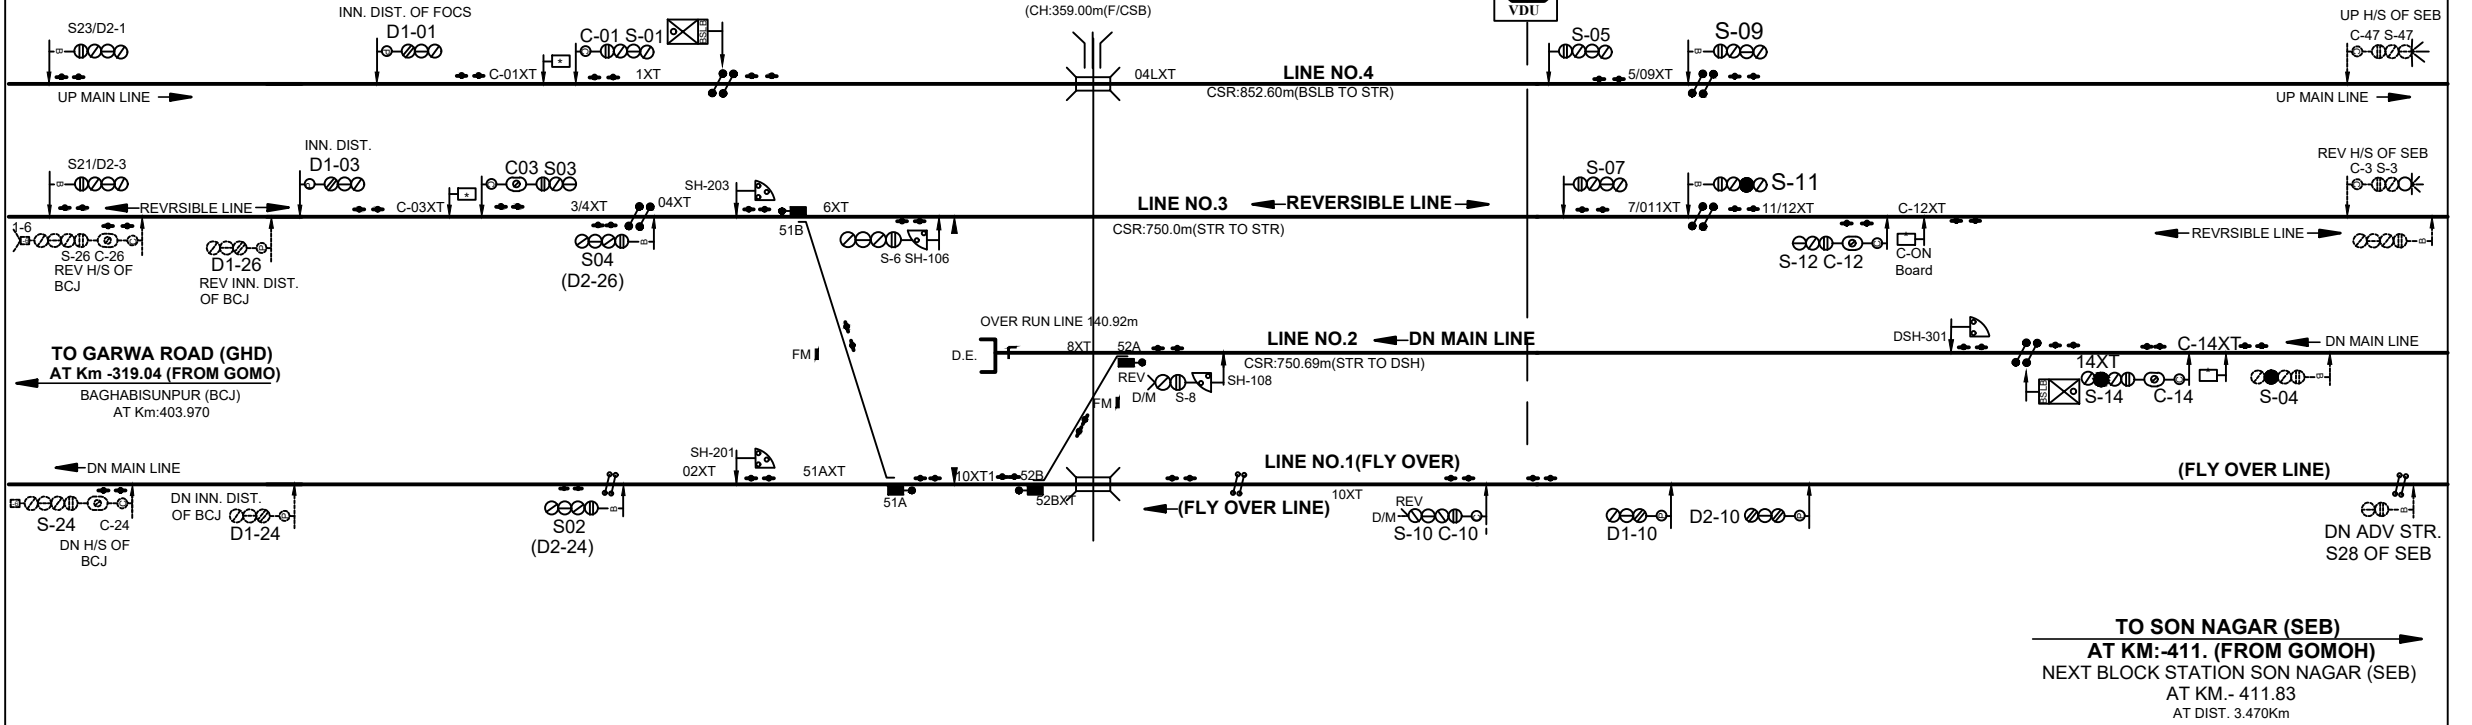 (CH:359.00m(F/CSB)
VDU
INN. DIST. OF FOCS
D1-01
S23/D2-1
C-01 S-01
BSLB
S-05
S-09
UP H/S OF SEB
C-47 S-47
C-01XT
1XT
04LXT
LINE NO.4
5/09XT
UP MAIN LINE
CSR:852.60m(BSLB TO STR)
UP MAIN LINE
INN. DIST.
D1-03
S21/D2-3
C03 S03
SH-203
S-07
S-11
REV H/S OF SEB
C-3 S-3
REVRSIBLE LINE
C-03XT
3/4XT
04XT
6XT
LINE NO.3
REVERSIBLE LINE
7/011XT
11/12XT
C-12XT
1-6
51B
CSR:750.0m(STR TO STR)
REVRSIBLE LINE
S-26 C-26
REV H/S OF
BCJ
D1-26
REV INN. DIST.
OF BCJ
S04
(D2-26)
S-6 SH-106
S-12 C-12
C-ON
Board
OVER RUN LINE 140.92m
LINE NO.2
DN MAIN LINE
DSH-301
DN MAIN LINE
TO GARWA ROAD (GHD)
AT Km -319.04 (FROM GOMO)
BAGHABISUNPUR (BCJ)
AT Km:403.970
FM
D.E.
8XT
52A
CSR:750.69m(STR TO DSH)
C-14XT
14XT
REV
D/M
S-8
SH-108
FM
BSLB
S-14
C-14
S-04
DN MAIN LINE
SH-201
02XT
51AXT
10XT1
52B
LINE NO.1(FLY OVER)
(FLY OVER LINE)
S-24
C-24
DN H/S OF
BCJ
DN INN. DIST.
OF BCJ
D1-24
S02
(D2-24)
51A
52BXT
(FLY OVER LINE)
10XT
REV
D/M
S-10 C-10
D1-10
D2-10
DN ADV STR.
S28 OF SEB
TO SON NAGAR (SEB)
AT KM:-411. (FROM GOMOH)
NEXT BLOCK STATION SON NAGAR (SEB)
AT KM.- 411.83
AT DIST. 3.470Km